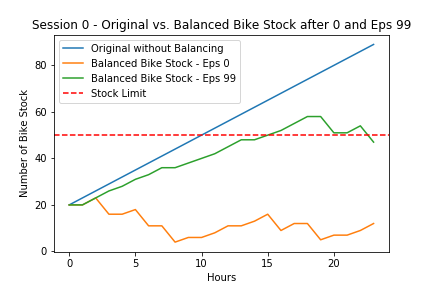 Session 0 - Original vs. Balanced Bike Stock after 0 and Eps 99
Original without Balancing
Balanced Bike Stock - Eps 0
Balanced Bike Stock - Eps 99
Stock Limit
Number of Bike Stock
80
60
40
20
0
0 5 10 15 20
Hours